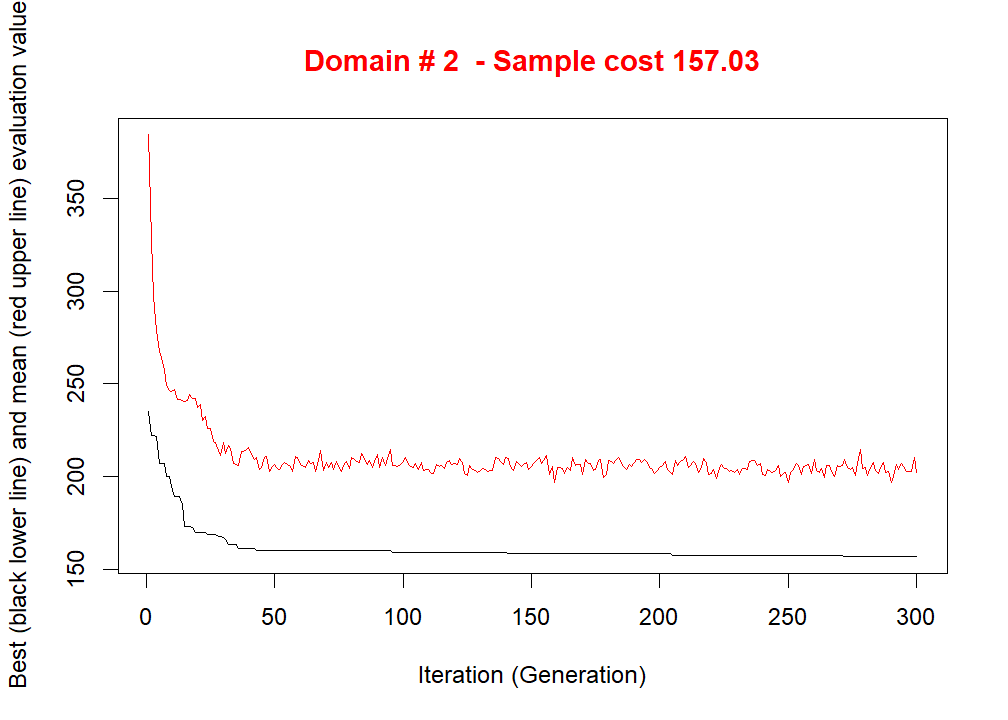 Domain # 2 - Sample cost 157.03
Best (black lower line) and mean (red upper line) evaluation value
350
300
250
200
150
0 50 100 150 200 250 300
Iteration (Generation)